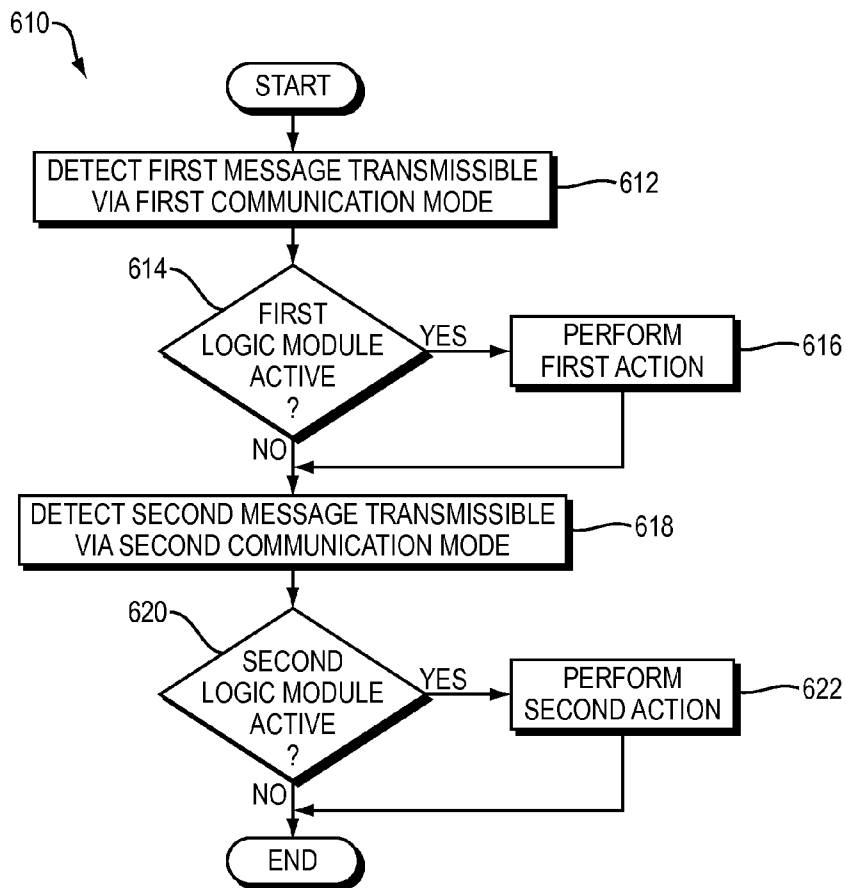 610
START
DETECT FIRST MESSAGE TRANSMISSIBLE
VIA FIRST COMMUNICATION MODE
612
614
FIRST
LOGIC MODULE
ACTIVE
?
YES
PERFORM
FIRST ACTION
616
NO
DETECT SECOND MESSAGE TRANSMISSIBLE
VIA SECOND COMMUNICATION MODE
618
620
SECOND
LOGIC MODULE
ACTIVE
?
YES
PERFORM
SECOND ACTION
622
NO
END